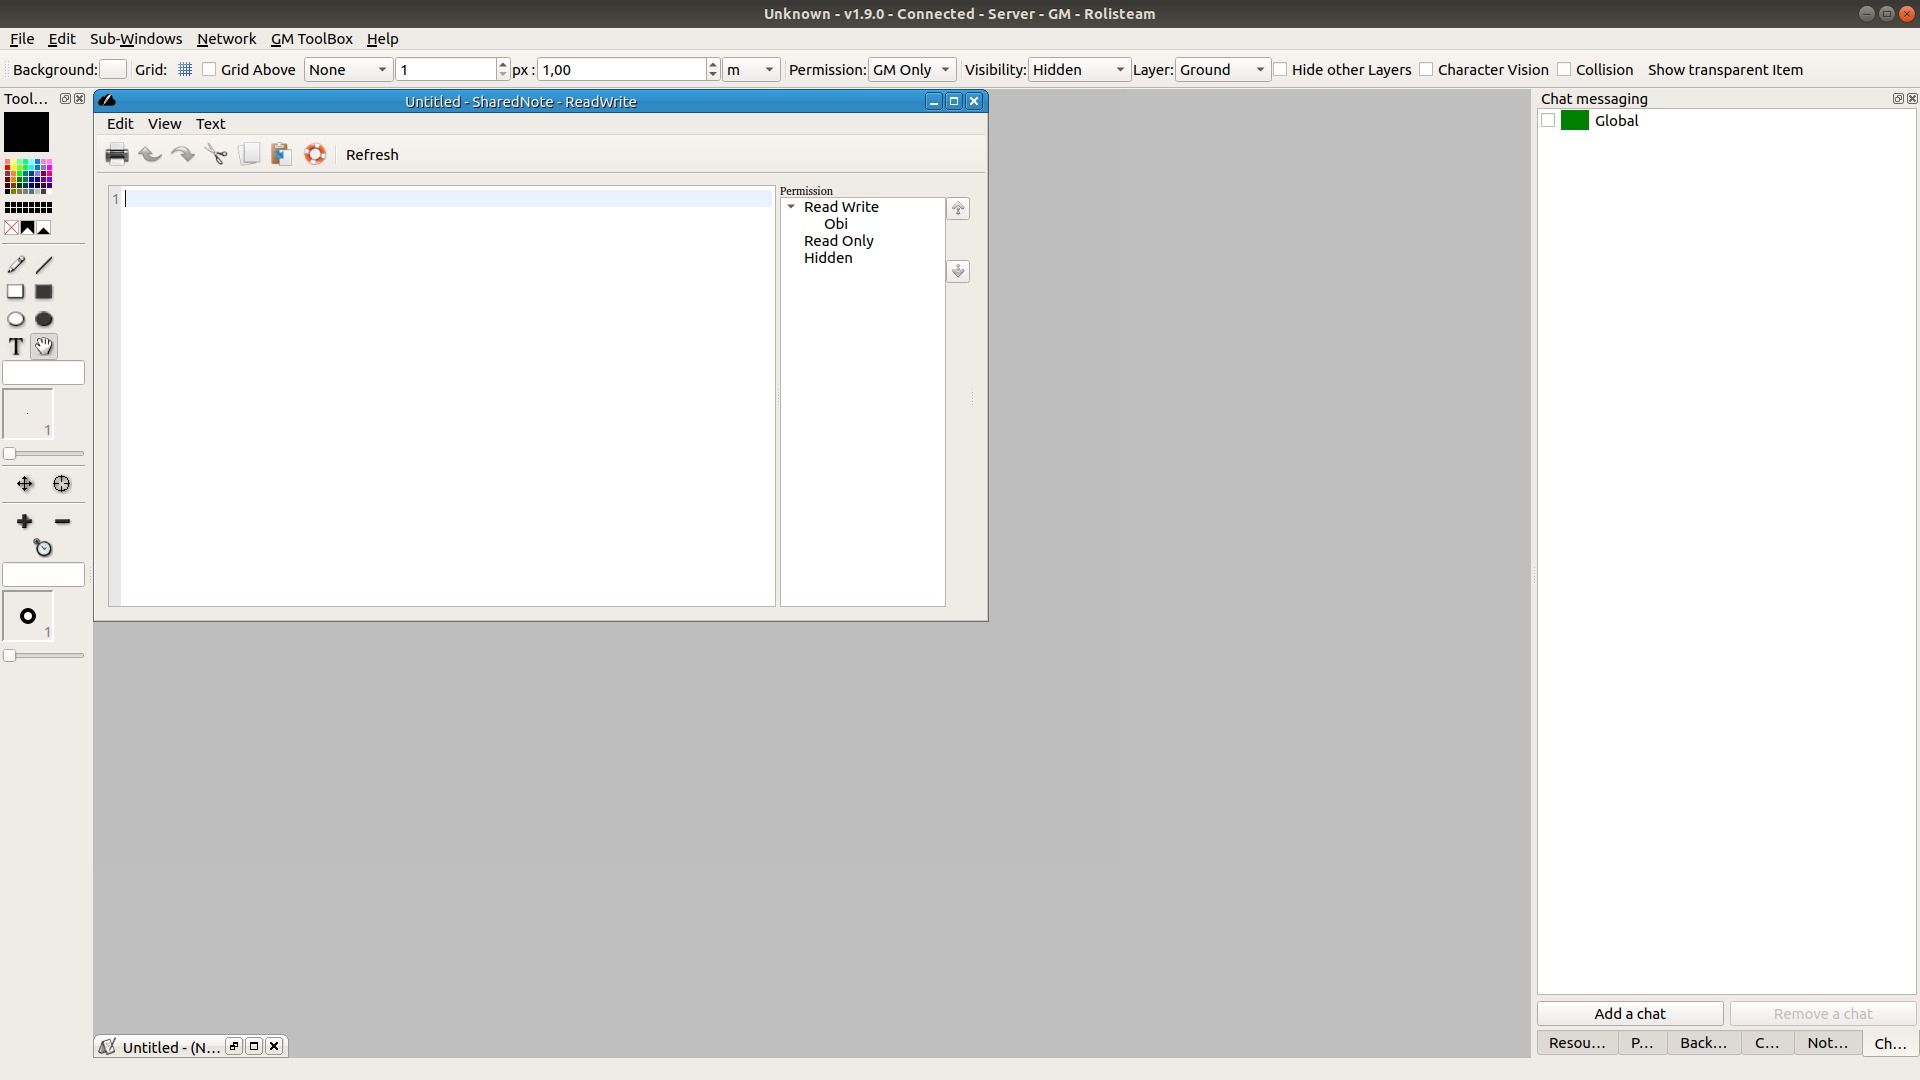 Unknown - v1.9.0 - Connected - Server - GM - Rolisteam
File Edit Sub-Windows Network GM ToolBox Help
Background: Grid: Grid Above None 1 px : 1,00 m Permission: GM Only Visibility: Hidden Layer: Ground Hide other Layers Character Vision Collision Show transparent Item
Tool...
Untitled - SharedNote - ReadWrite
Edit View Text
Refresh
1
Permission
Read Write
Obi
Read Only
Hidden
T
1
1
Untitled - (N...
Chat messaging
Global
Add a chat Remove a chat
Resou... P... Back... C... Not... Ch...